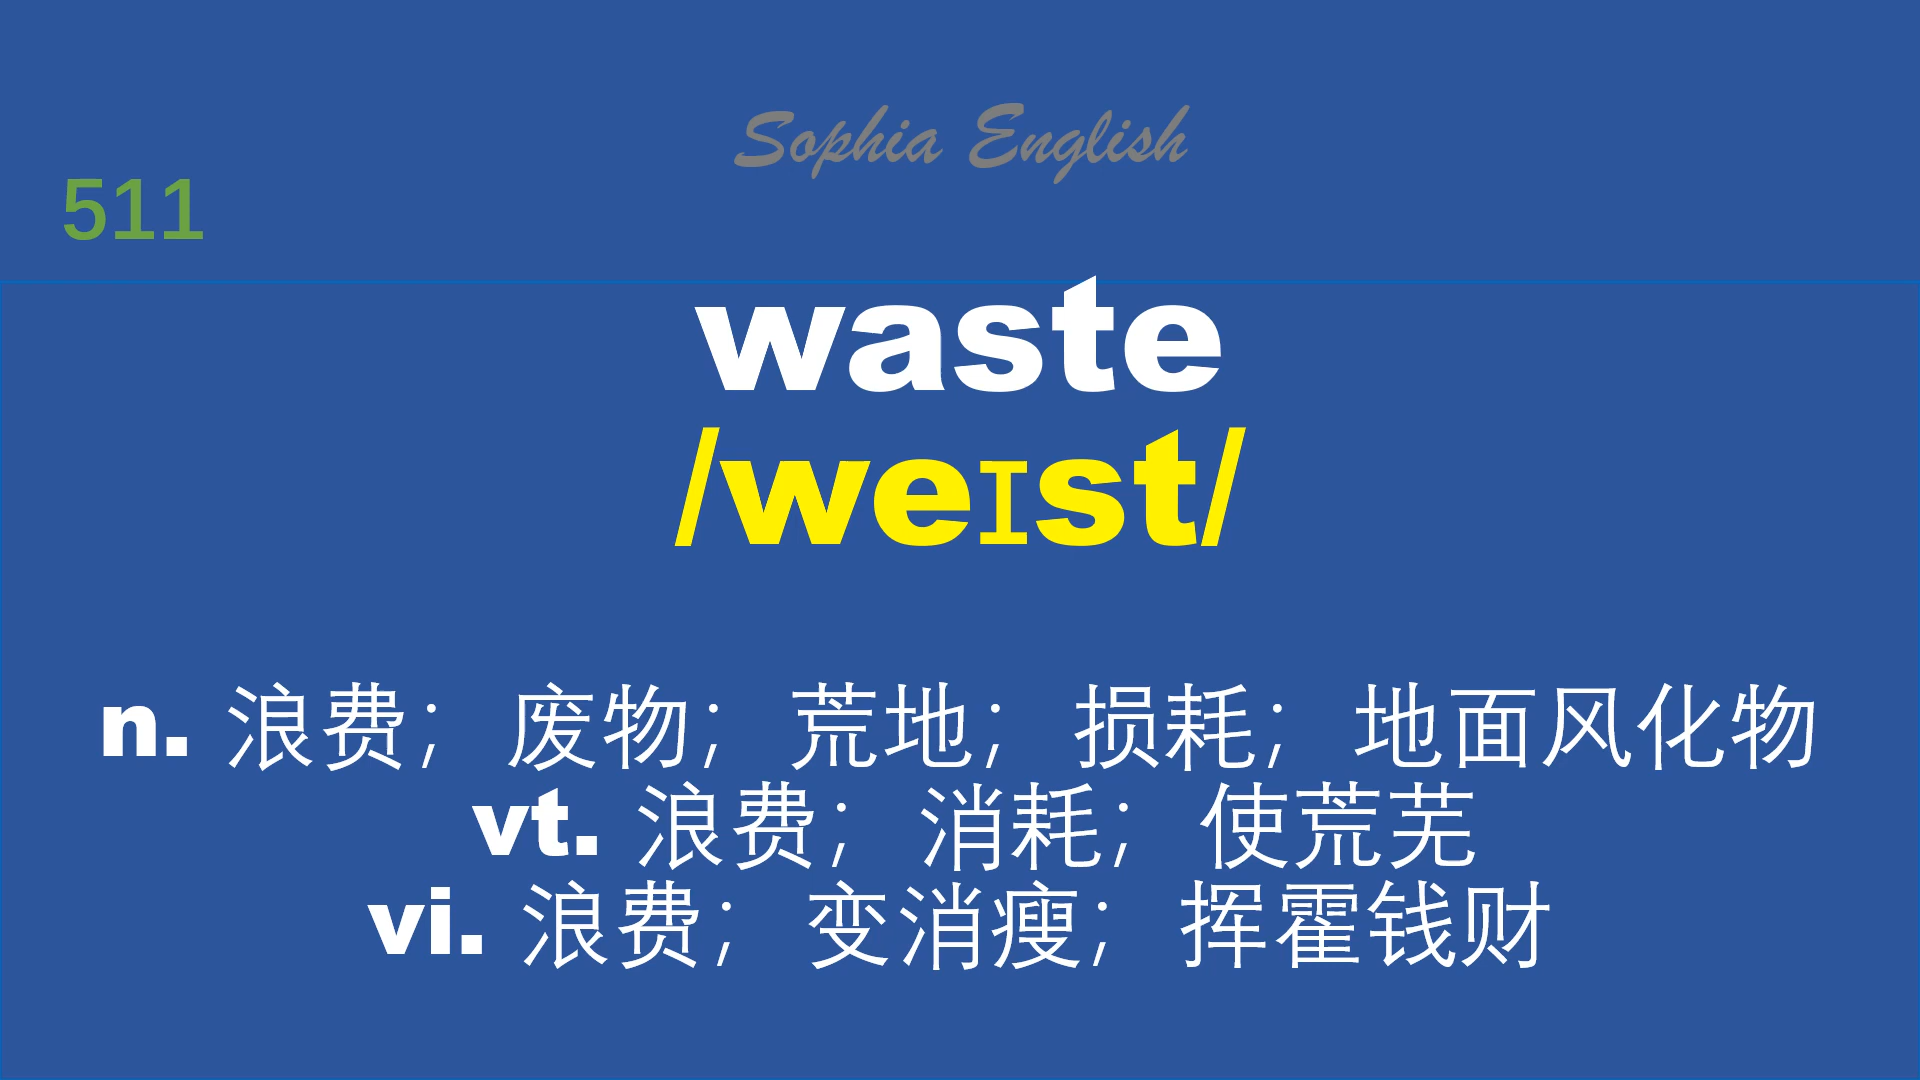 Sophia English
511
waste
/weɪst/
n. 浪费；废物；荒地；损耗；地面风化物
vt. 浪费；消耗；使荒芜
vi. 浪费；变消瘦；挥霍钱财